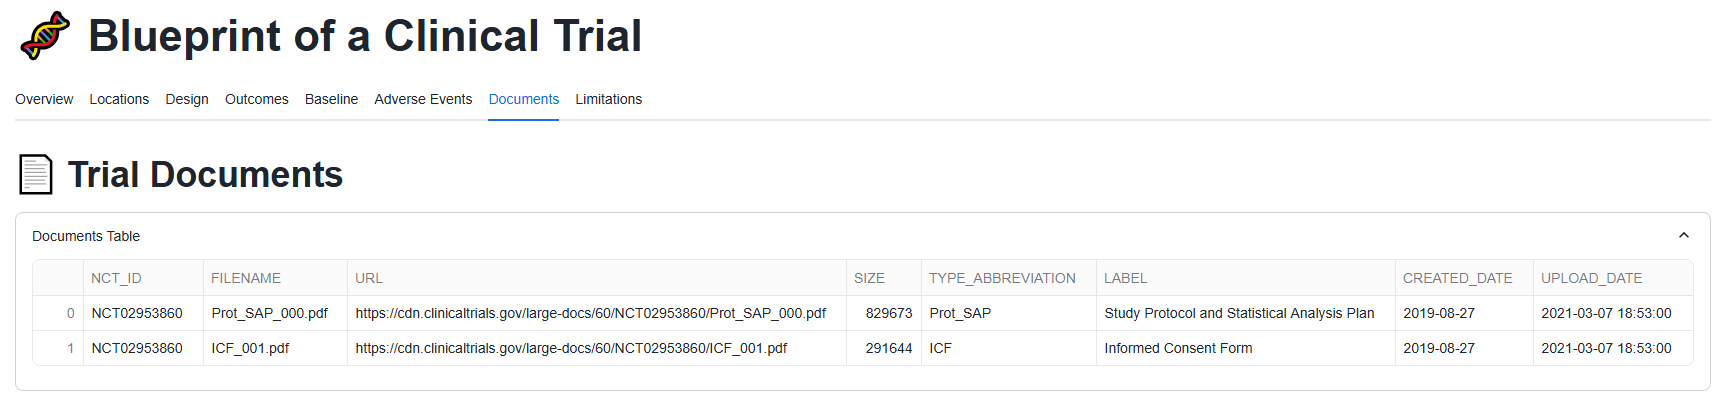 Blueprint of a Clinical Trial
Overview Locations Design Outcomes Baseline Adverse Events Documents Limitations
Trial Documents
Documents Table
NCT_ID FILENAME URL SIZE TYPE_ABBREVIATION LABEL CREATED_DATE UPLOAD_DATE
0 NCT02953860 Prot_SAP_000.pdf https://cdn.clinicaltrials.gov/large-docs/60/NCT02953860/Prot_SAP_000.pdf 829673 Prot_SAP Study Protocol and Statistical Analysis Plan 2019-08-27 2021-03-07 18:53:00
1 NCT02953860 ICF_001.pdf https://cdn.clinicaltrials.gov/large-docs/60/NCT02953860/ICF_001.pdf 291644 ICF Informed Consent Form 2019-08-27 2021-03-07 18:53:00